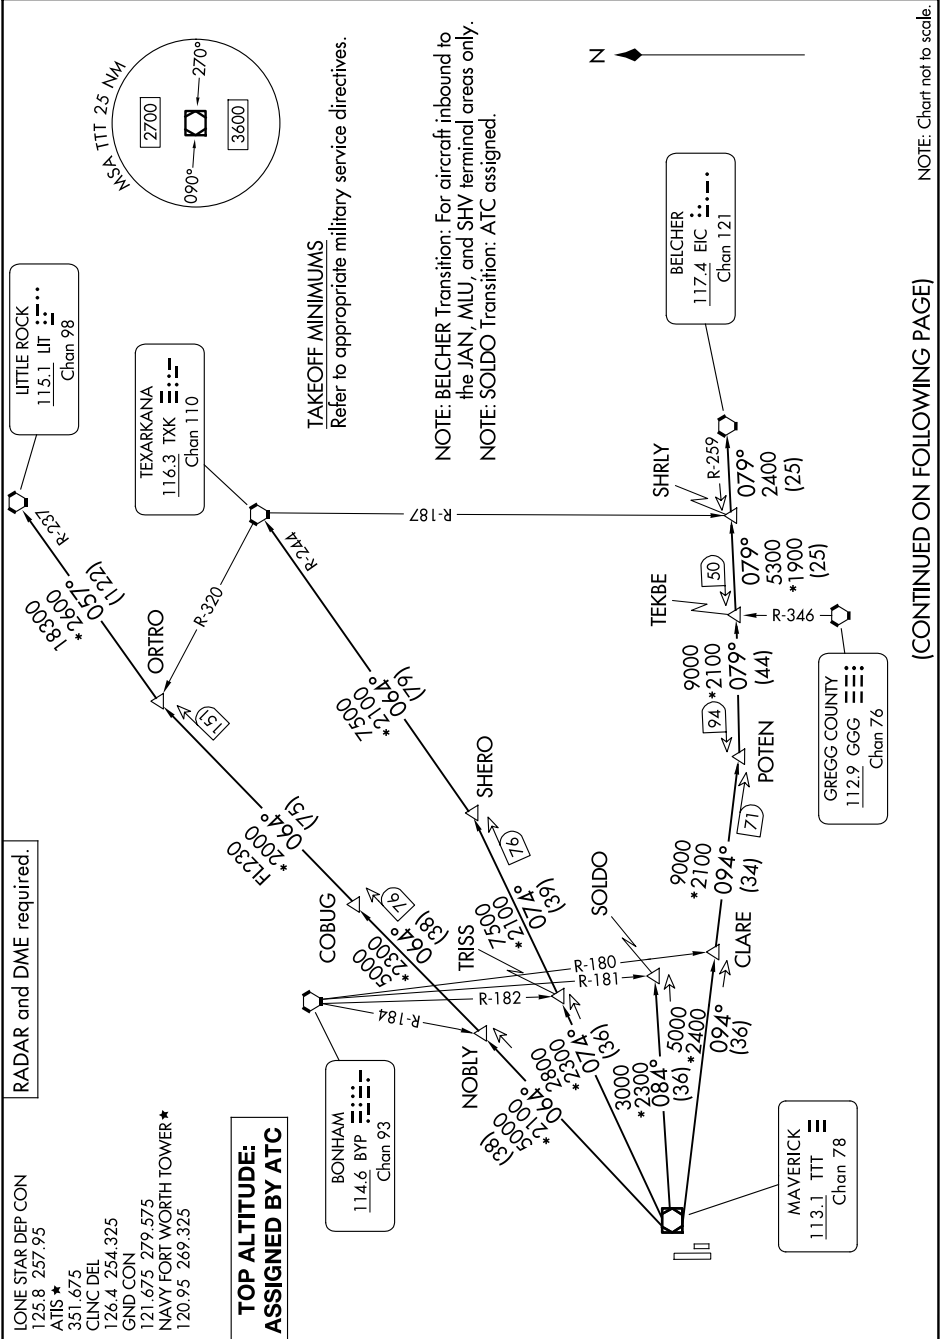 LONE STAR DEP CON
125.8 257.95
ATIS ★
351.675
CLNC DEL
126.4 254.325
GND CON
121.675 279.575
NAVY FORT WORTH TOWER ★
120.95 269.325
RADAR and DME required.
TOP ALTITUDE:
ASSIGNED BY ATC
MSA TTT 25 NM
2700
090°
270°
3600
LITTLE ROCK
115.1 LIT
Chan 98
TEXARKANA
116.3 TXK
Chan 110
TAKEOFF MINIMUMS
Refer to appropriate military service directives.
NOTE: BELCHER Transition: For aircraft inbound to
the JAN, MLU, and SHV terminal areas only.
NOTE: SOLDO Transition: ATC assigned.
N
BELCHER
117.4 EIC
Chan 121
R-237
18300
*2600
057°
(122)
ORTRO
R-320
151
FL230
*2000
064°
(75)
COBUG
76
5000
*2300
064°
(38)
NOBLY
5000
*2100
064°
(38)
R-244
7500
*2100
064°
(79)
SHERO
76
7500
*2100
074°
(39)
TRISS
2800
*2300
074°
(36)
BONHAM
114.6 BYP
Chan 93
R-184
R-182
R-181
R-180
SOLDO
3000
*2300
084°
(36)
CLARE
5000
*2400
094°
(36)
9000
*2100
094°
(34)
71
POTEN
94
9000
*2100
079°
(44)
TEKBE
50
R-346
5300
*1900
079°
(25)
SHRLY
R-187
R-259
079°
2400
(25)
GREGG COUNTY
112.9 GGG
Chan 76
MAVERICK
113.1 TTT
Chan 78
(CONTINUED ON FOLLOWING PAGE)
NOTE: Chart not to scale.